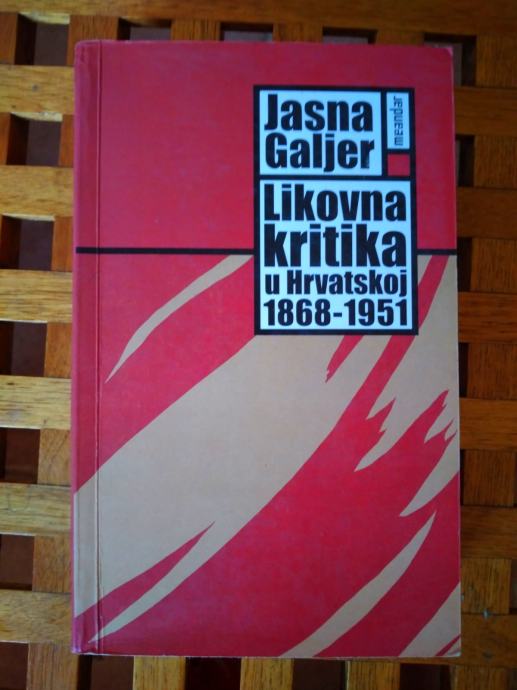 Jasna
Galjer
meandar
Likovna
kritika
u Hrvatskoj
1868-1951